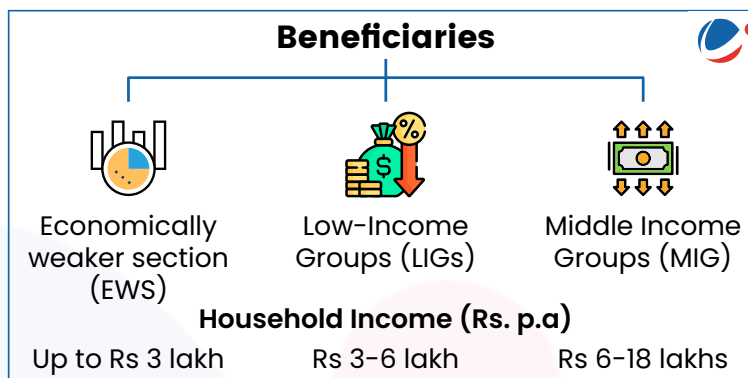 Beneficiaries
%
$
Economically
weaker section
(EWS)
Low-Income
Groups (LIGs)
Middle Income
Groups (MIG)
Household Income (Rs. p.a)
Up to Rs 3 lakh
Rs 3-6 lakh
Rs 6-18 lakhs